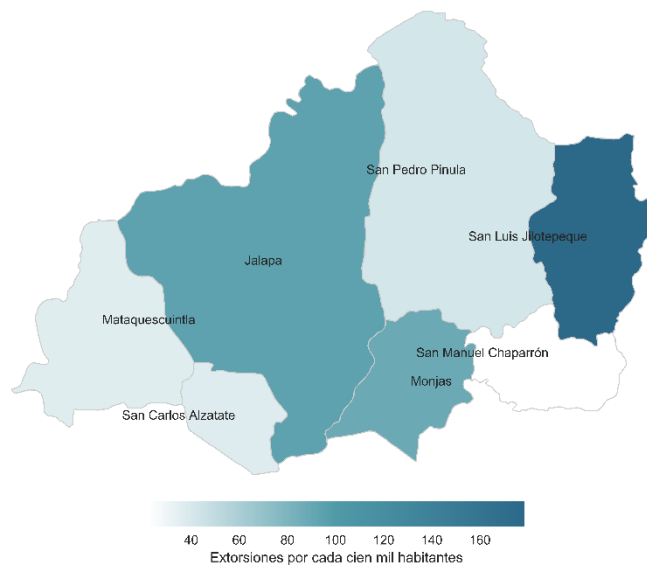 San Pedro Pinula
San Luis Jilotepeque
Jalapa
Mataquescuintla
San Manuel Chaparrón
Monjas
San Carlos Alzatate
40 60 80 100 120 140 160
Extorsiones por cada cien mil habitantes